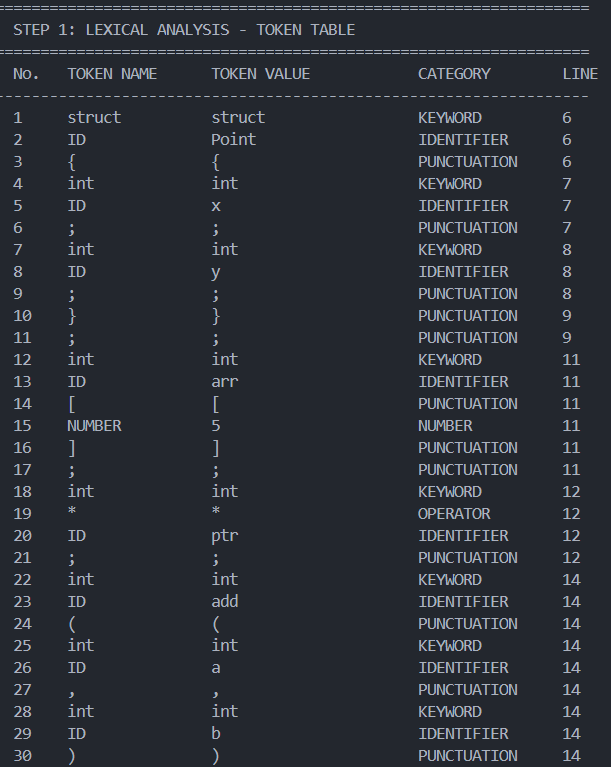 ================================================================
STEP 1: LEXICAL ANALYSIS - TOKEN TABLE
================================================================
No. TOKEN NAME TOKEN VALUE CATEGORY LINE
----------------------------------------------------------------
1 struct struct KEYWORD 6
2 ID Point IDENTIFIER 6
3 { { PUNCTUATION 6
4 int int KEYWORD 7
5 ID x IDENTIFIER 7
6 ; ; PUNCTUATION 7
7 int int KEYWORD 8
8 ID y IDENTIFIER 8
9 ; ; PUNCTUATION 8
10 } } PUNCTUATION 9
11 ; ; PUNCTUATION 9
12 int int KEYWORD 11
13 ID arr IDENTIFIER 11
14 [ [ PUNCTUATION 11
15 NUMBER 5 NUMBER 11
16 ] ] PUNCTUATION 11
17 ; ; PUNCTUATION 11
18 int int KEYWORD 12
19 * * OPERATOR 12
20 ID ptr IDENTIFIER 12
21 ; ; PUNCTUATION 12
22 int int KEYWORD 14
23 ID add IDENTIFIER 14
24 ( ( PUNCTUATION 14
25 int int KEYWORD 14
26 ID a IDENTIFIER 14
27 , , PUNCTUATION 14
28 int int KEYWORD 14
29 ID b IDENTIFIER 14
30 ) ) PUNCTUATION 14